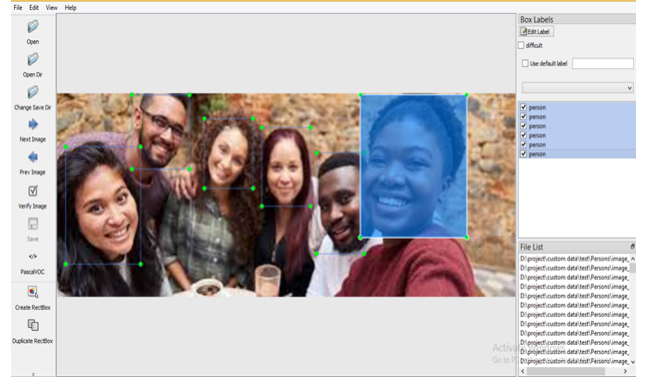 File Edit View Help
Open
Open Dir
Change Save Dir
Next Image
Prev Image
Verify Image
Save
</>
PascalVOC
Create RectBox
Duplicate RectBox
Box Labels
Edit Label
difficult
Use default label
person
person
person
person
person
person
File List
D:\project\custom data\test\Persons\image_
D:\project\custom data\test\Persons\image_
D:\project\custom data\test\Persons\image_
D:\project\custom data\test\Persons\image_
D:\project\custom data\test\Persons\image_
D:\project\custom data\test\Persons\image_
D:\project\custom data\test\Persons\image_
D:\project\custom data\test\Persons\image_
D:\project\custom data\test\Persons\image_
D:\project\custom data\test\Persons\image_
D:\project\custom data\test\Persons\image_
D:\project\custom data\test\Persons\image_
Go to